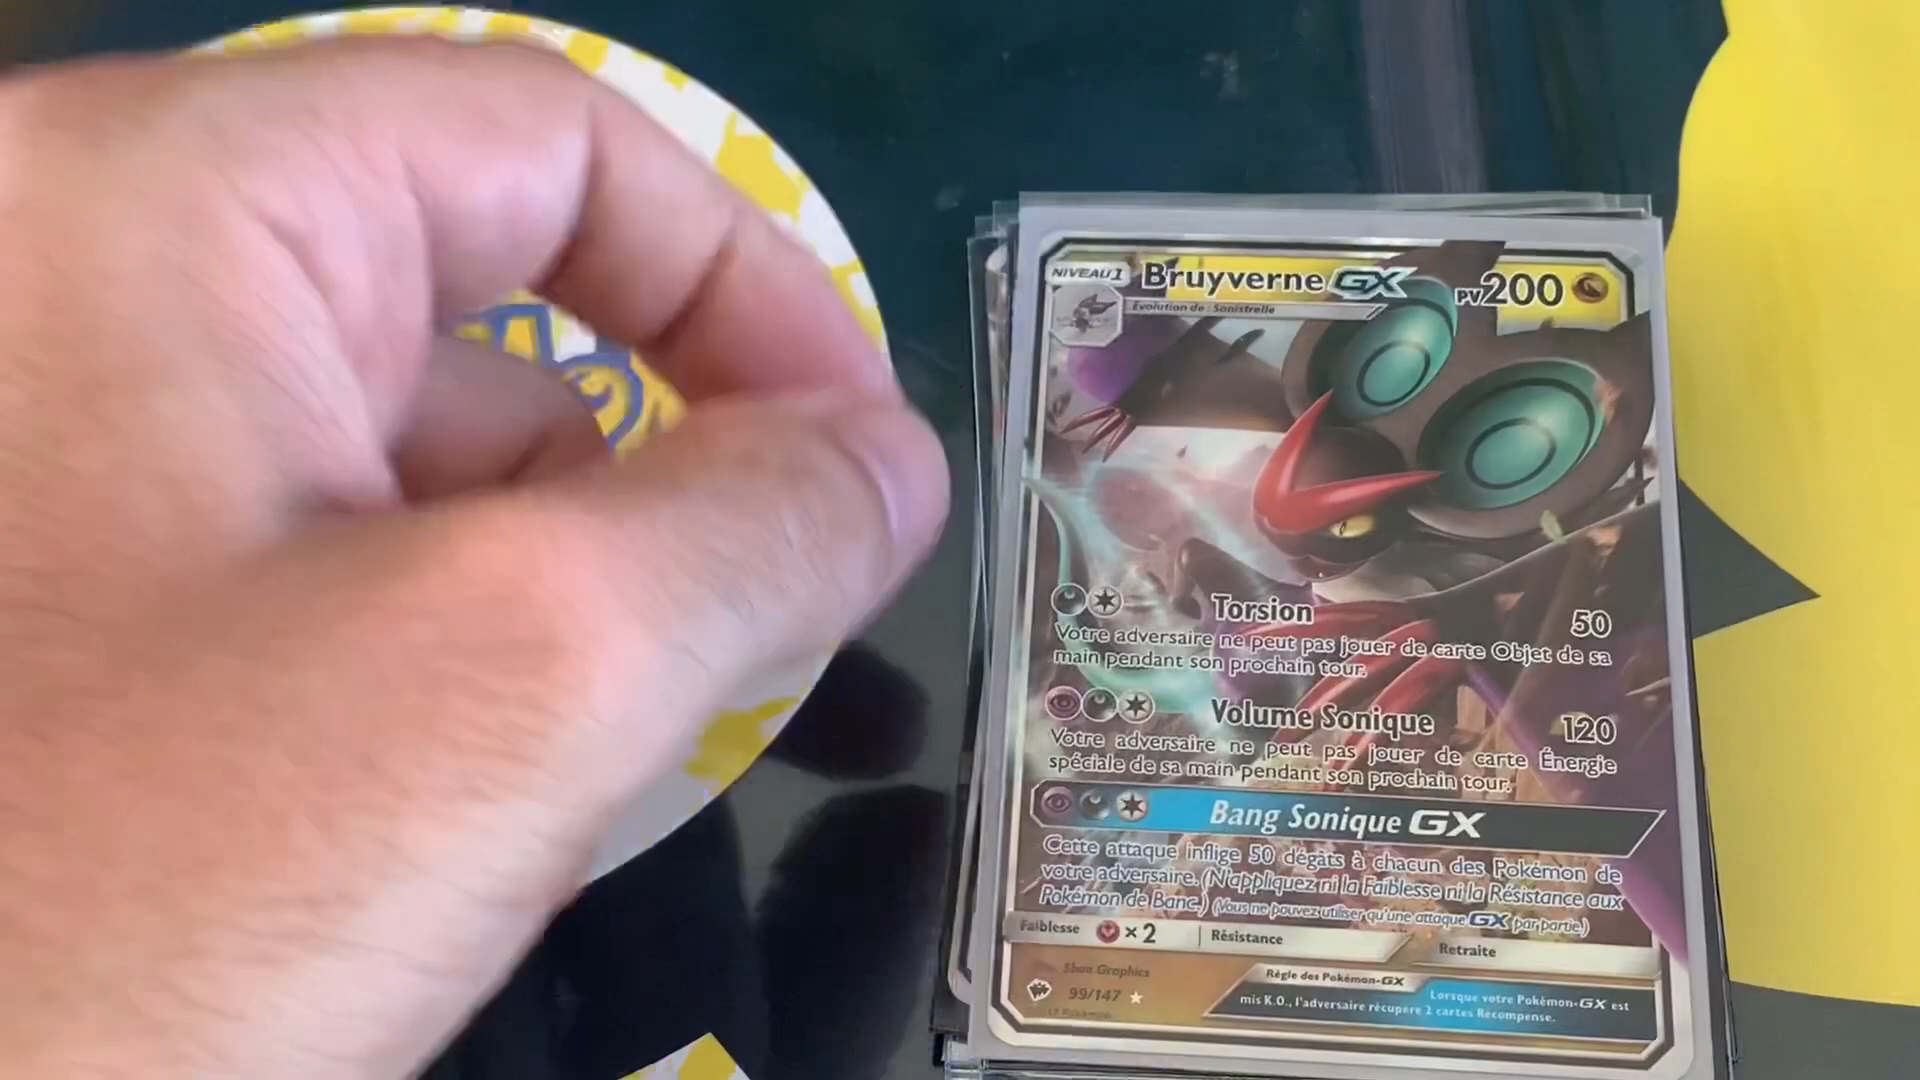 NIVEAU 1
Bruyverne GX
PV 200
Évolution de : Sonistrelle
Torsion 50
Votre adversaire ne peut pas jouer de carte Objet de sa
main pendant son prochain tour.
Volume Sonique 120
Votre adversaire ne peut pas jouer de carte Énergie
spéciale de sa main pendant son prochain tour.
Bang Sonique GX
Cette attaque inflige 50 dégâts à chacun des Pokémon de
votre adversaire. (N'appliquez ni la Faiblesse ni la Résistance aux
Pokémon de Banc.) (Vous ne pouvez utiliser qu'une attaque GX par partie.)
Faiblesse ×2 Résistance Retraite
5ban Graphics
99/147
Règle des Pokémon-GX Lorsque votre Pokémon-GX est
mis K.O., l'adversaire récupère 2 cartes Récompense.